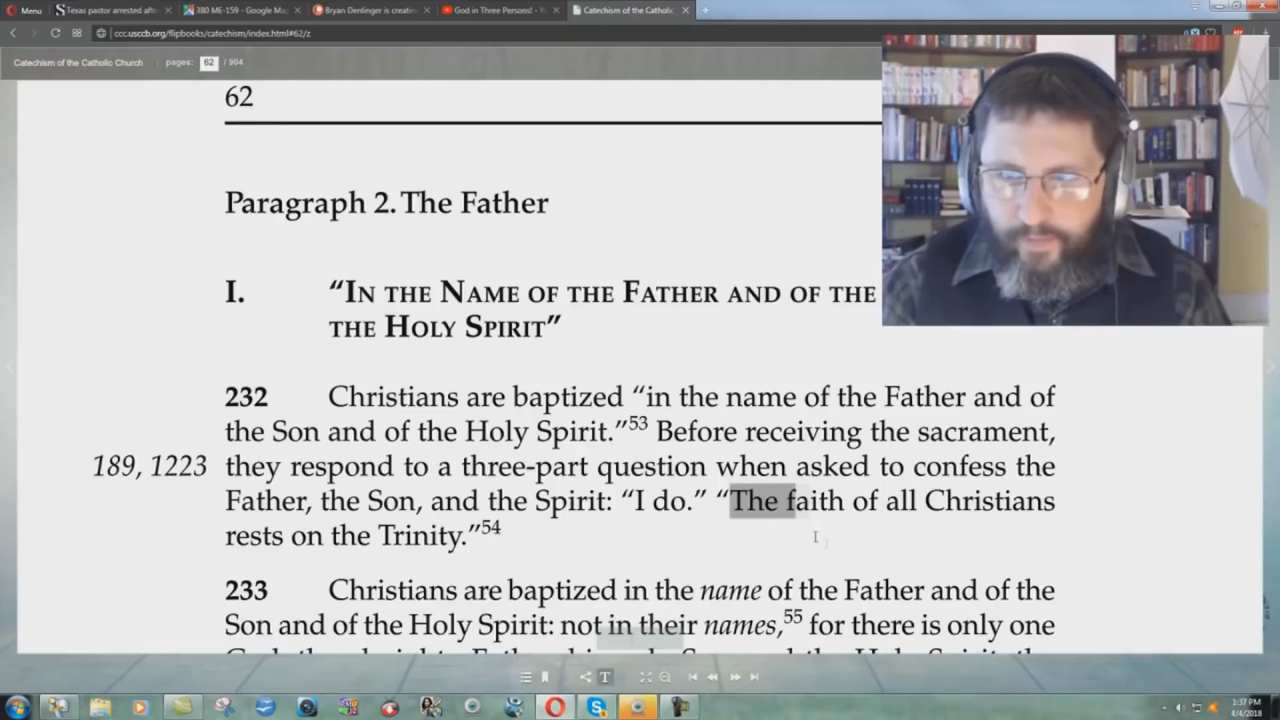 Menu
Texas pastor arrested afte
380 ME-159 - Google Ma
Bryan Denlinger is creatin
God in Three Persons! -
Catechism of the Catholic
ccc.usccb.org/flipbooks/catechism/index.html#62/z
Catechism of the Catholic Church pages: 62 / 904
62
Paragraph 2. The Father
I. “IN THE NAME OF THE FATHER AND OF THE
THE HOLY SPIRIT”
232 Christians are baptized “in the name of the Father and of
the Son and of the Holy Spirit.”53 Before receiving the sacrament,
189, 1223 they respond to a three-part question when asked to confess the
Father, the Son, and the Spirit: “I do.” “The faith of all Christians
rests on the Trinity.”54
233 Christians are baptized in the name of the Father and of the
Son and of the Holy Spirit: not in their names,55 for there is only one
1:37 PM
4/4/2018